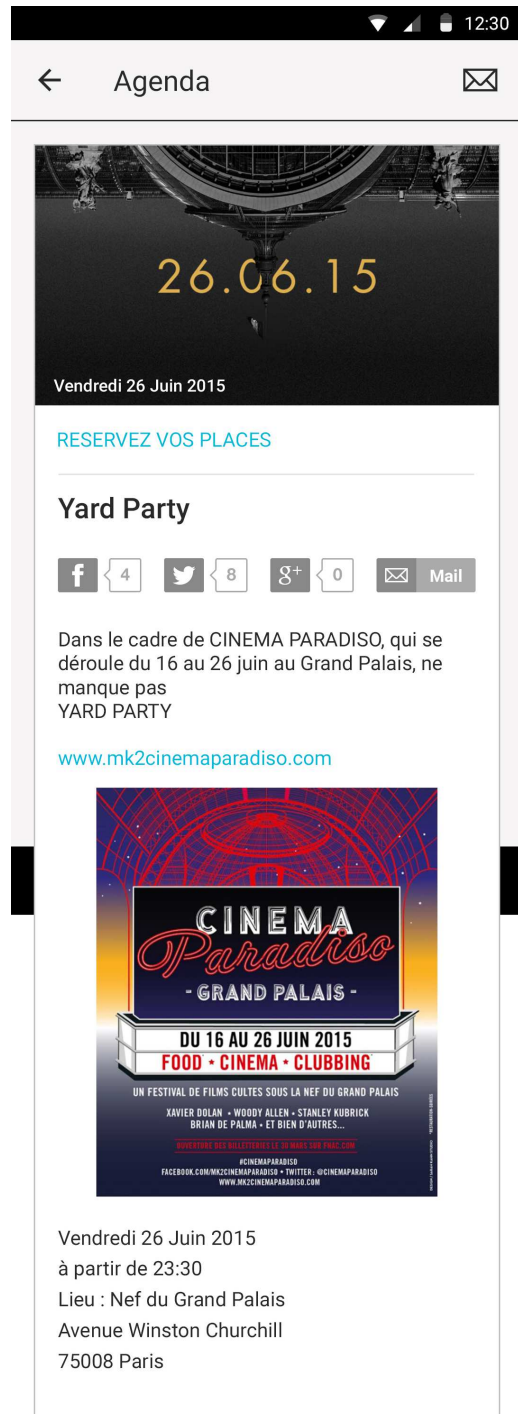 12:30
Agenda
26.06.15
Vendredi 26 Juin 2015
RESERVEZ VOS PLACES
Yard Party
f 4 8 g+ 0 Mail
Dans le cadre de CINEMA PARADISO, qui se
déroule du 16 au 26 juin au Grand Palais, ne
manque pas
YARD PARTY
www.mk2cinemaparadiso.com
CINEMA
Paradiso
- GRAND PALAIS -
DU 16 AU 26 JUIN 2015
FOOD * CINEMA * CLUBBING
UN FESTIVAL DE FILMS CULTES SOUS LA NEF DU GRAND PALAIS
XAVIER DOLAN • WOODY ALLEN • STANLEY KUBRICK
BRIAN DE PALMA • ET BIEN D'AUTRES...
OUVERTURE DES BILLETTERIES LE 30 MARS SUR FNAC.COM
#CINEMAPARADISO
FACEBOOK.COM/MK2CINEMAPARADISO • TWITTER: @CINEMAPARADISO
WWW.MK2CINEMAPARADISO.COM
Vendredi 26 Juin 2015
à partir de 23:30
Lieu : Nef du Grand Palais
Avenue Winston Churchill
75008 Paris